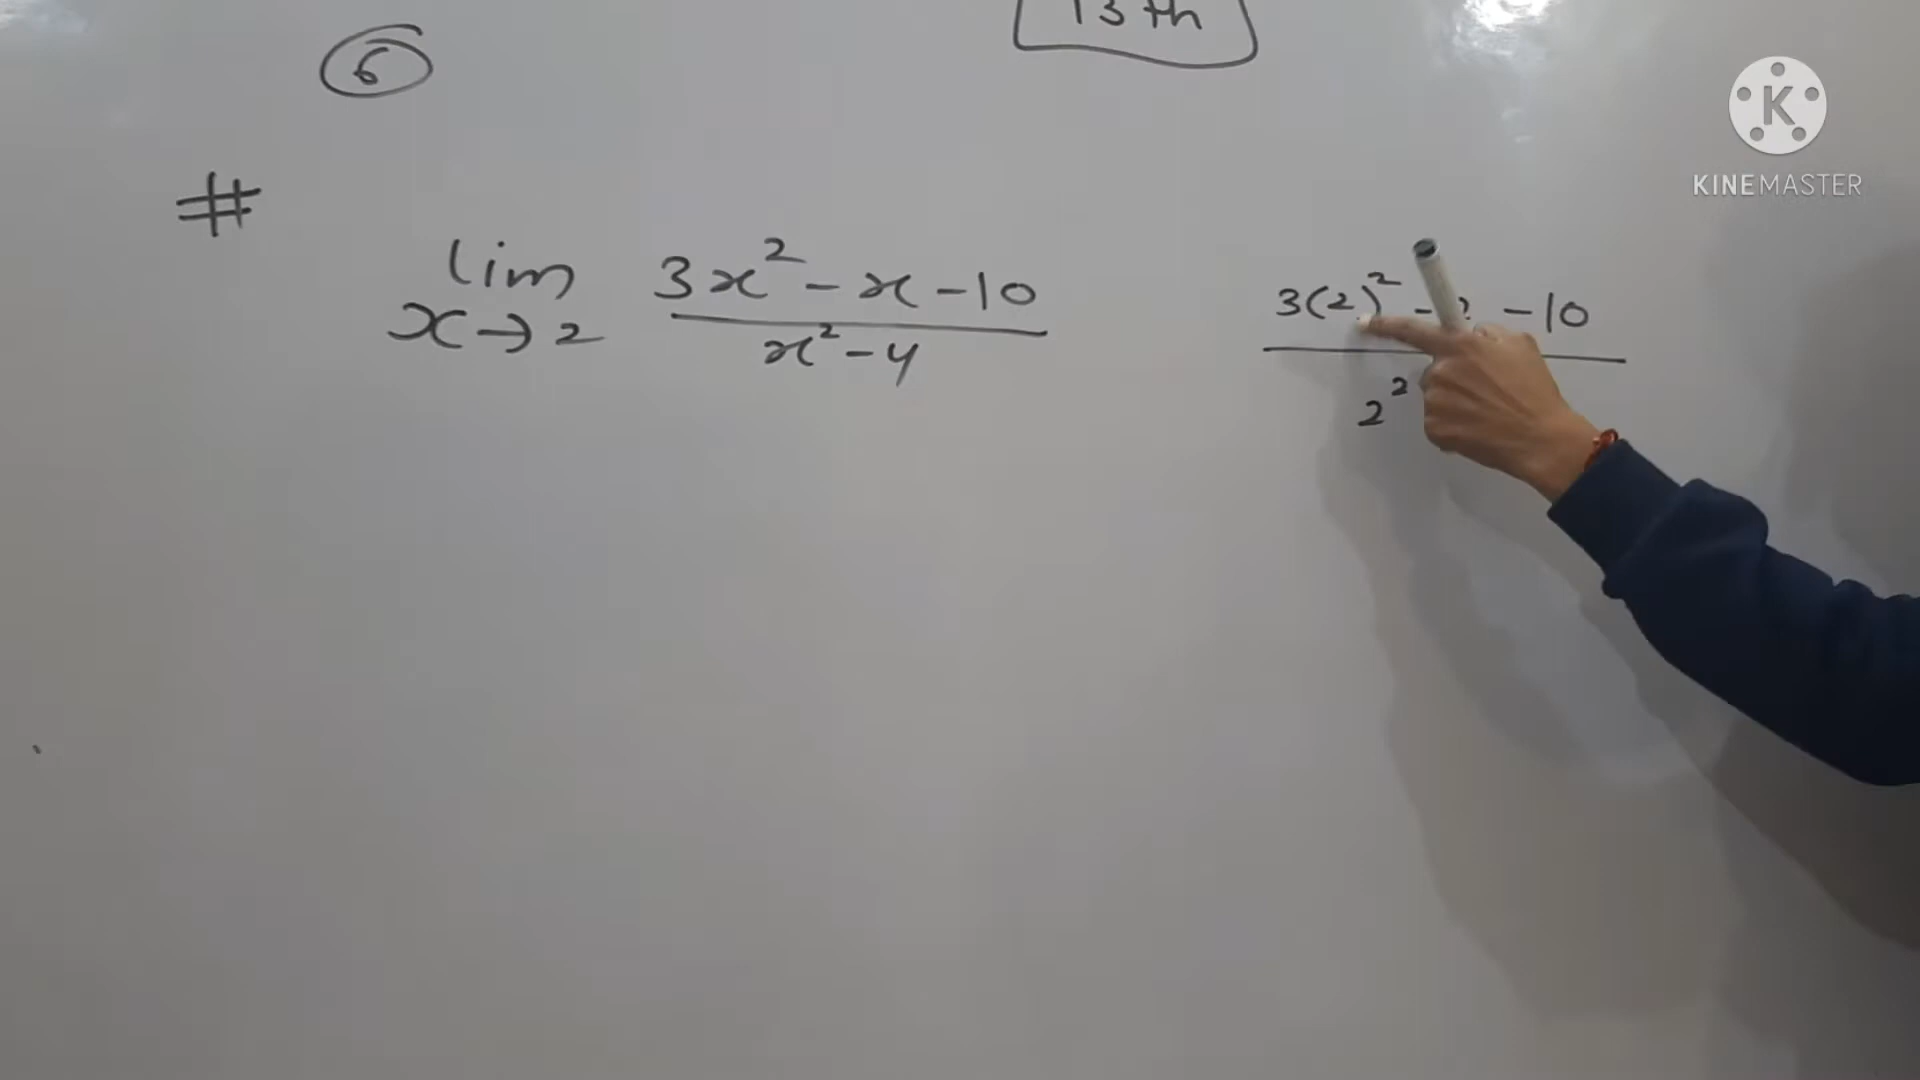 13th
6
#
lim 3x² - x - 10
x→2 x² - 4
3(2)² - 2 - 10
2²
KINEMASTER